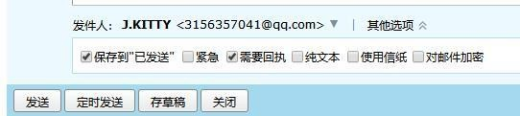 发件人： J.KITTY <3156357041@qq.com> | 其他选项
保存到"已发送" 紧急 需要回执 纯文本 使用信纸 对邮件加密
发送 定时发送 存草稿 关闭